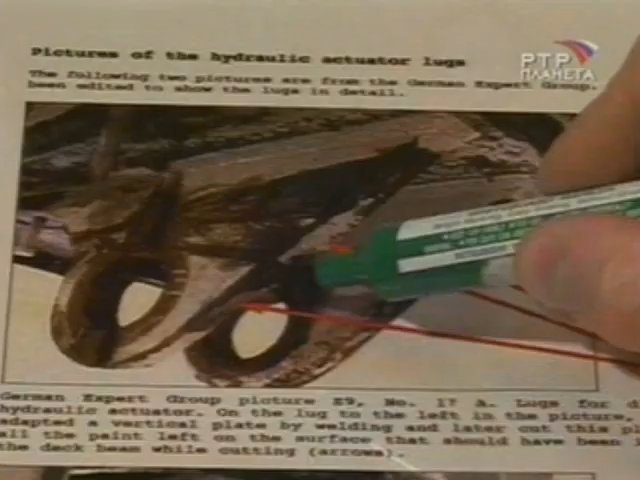 Pictures of the hydraulic actuator lugs
РТР
ПЛАНЕТА
The following two pictures are from the German Expert Group.
been edited to show the lugs in detail.
German Expert Group picture No. 17 A. Lugs for
hydraulic actuator. On the lug to the left in the picture,
adapted a vertical plate by welding and later cut this
all the paint left on the surface that should have been
the deck beam while cutting (arrows).